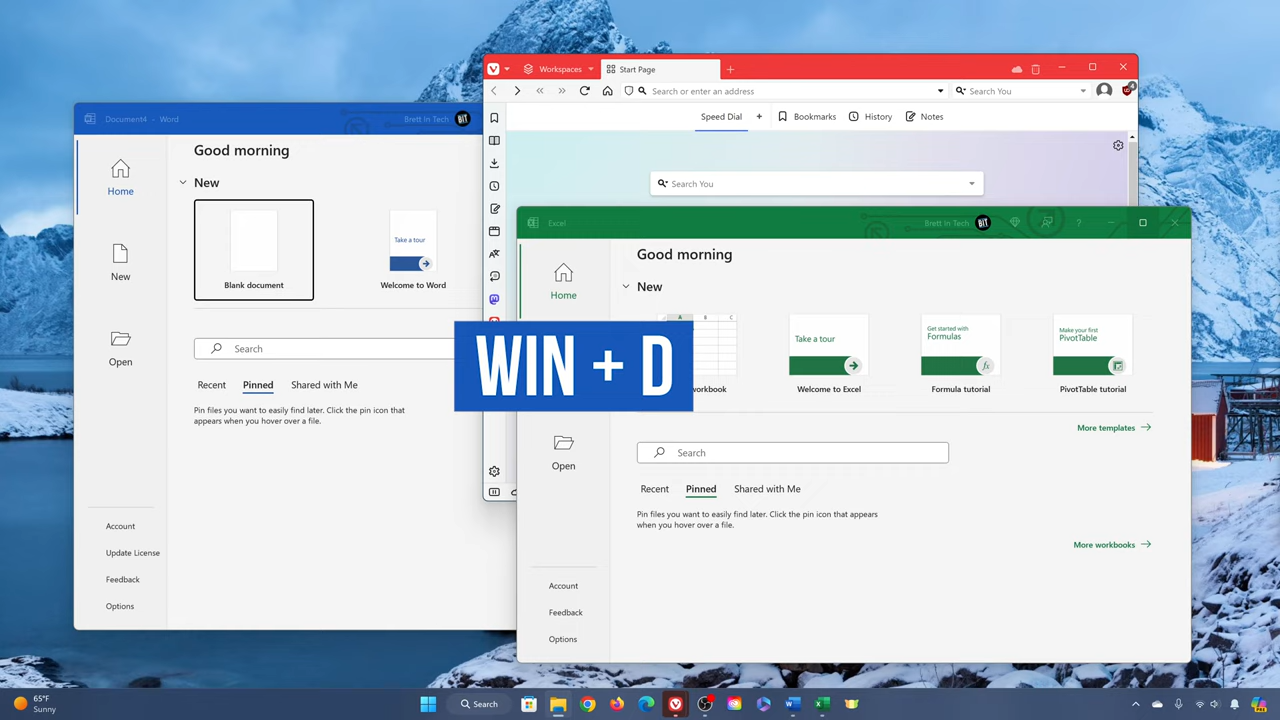 Workspaces
Start Page
Search or enter an address
Search You
Speed Dial
Bookmarks
History
Notes
Search You
Document4 - Word
Brett In Tech
BIT
Good morning
Home
New
Open
New
Blank document
Take a tour
Welcome to Word
Search
Recent
Pinned
Shared with Me
Pin files you want to easily find later. Click the pin icon that
appears when you hover over a file.
Account
Update License
Feedback
Options
WIN + D
Excel
Brett In Tech
BIT
?
Good morning
Home
Open
New
A B C
workbook
Take a tour
Welcome to Excel
Get started with
Formulas
fx
Formula tutorial
Make your first
PivotTable
PivotTable tutorial
More templates
Search
Recent
Pinned
Shared with Me
Pin files you want to easily find later. Click the pin icon that appears
when you hover over a file.
More workbooks
Account
Feedback
Options
65°F
Sunny
Search